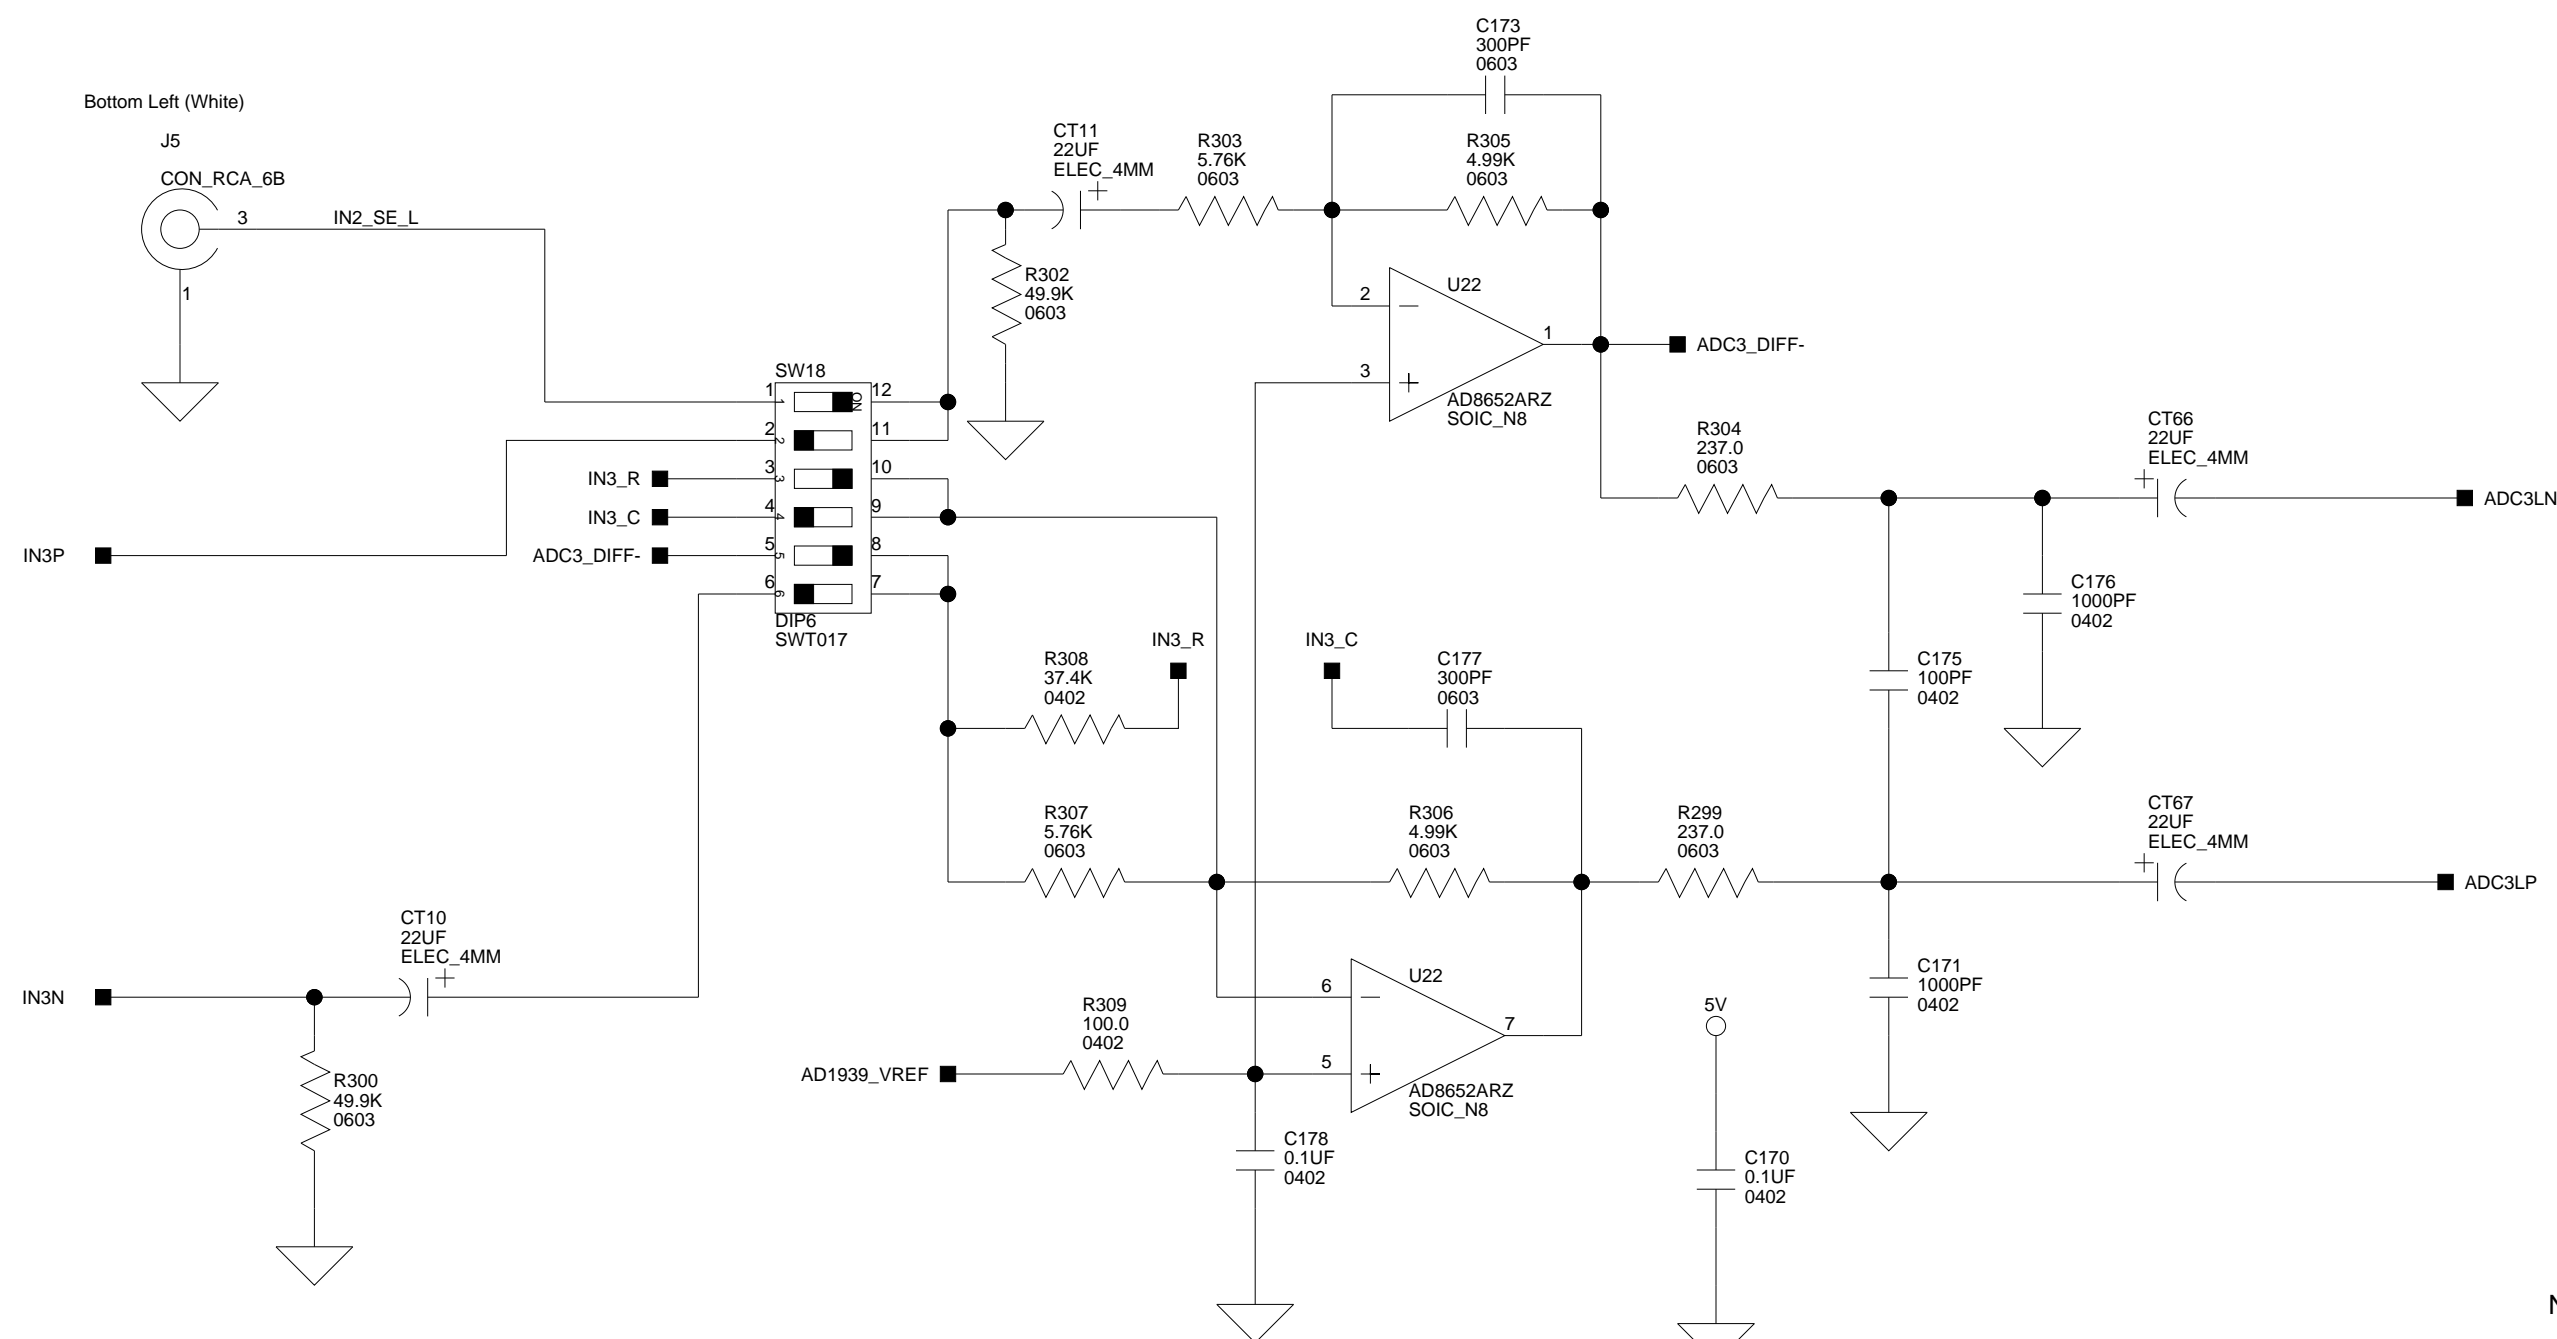 C173
300PF
0603
Bottom Left (White)
J5
CON_RCA_6B
3
IN2_SE_L
1
CT11
22UF
ELEC_4MM
+
R303
5.76K
0603
R305
4.99K
0603
R302
49.9K
0603
2
3
U22
1
ADC3_DIFF-
AD8652ARZ
SOIC_N8
SW18
1
1
ON
12
2
2
11
3
3
10
4
4
9
5
5
8
6
6
7
DIP6
SWT017
IN3_R
IN3_C
ADC3_DIFF-
IN3P
R304
237.0
0603
CT66
22UF
ELEC_4MM
+
ADC3LN
C176
1000PF
0402
C175
100PF
0402
R308
37.4K
0402
IN3_R
IN3_C
C177
300PF
0603
R307
5.76K
0603
R306
4.99K
0603
R299
237.0
0603
CT67
22UF
ELEC_4MM
+
ADC3LP
CT10
22UF
ELEC_4MM
+
IN3N
R300
49.9K
0603
6
5
U22
7
AD8652ARZ
SOIC_N8
R309
100.0
0402
AD1939_VREF
C178
0.1UF
0402
5V
C170
0.1UF
0402
C171
1000PF
0402